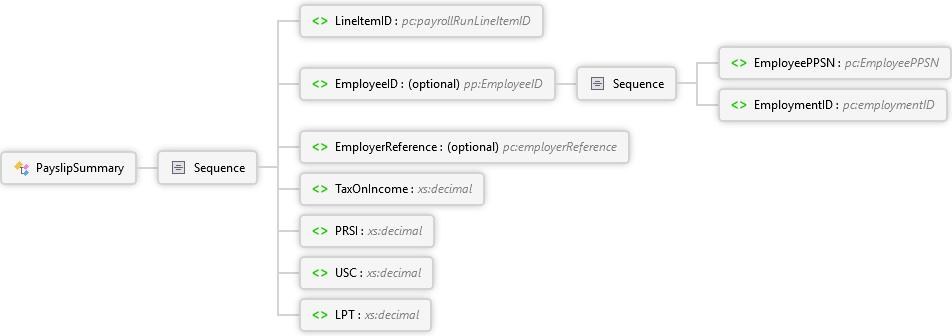 <> LineItemID : pc:payrollRunLineItemID
<> EmployeeID : (optional) pp:EmployeeID
Sequence
<> EmployeePPSN : pc:EmployeePPSN
<> EmploymentID : pc:employmentID
<> EmployerReference : (optional) pc:employerReference
PayslipSummary
Sequence
<> TaxOnIncome : xs:decimal
<> PRSI : xs:decimal
<> USC : xs:decimal
<> LPT : xs:decimal